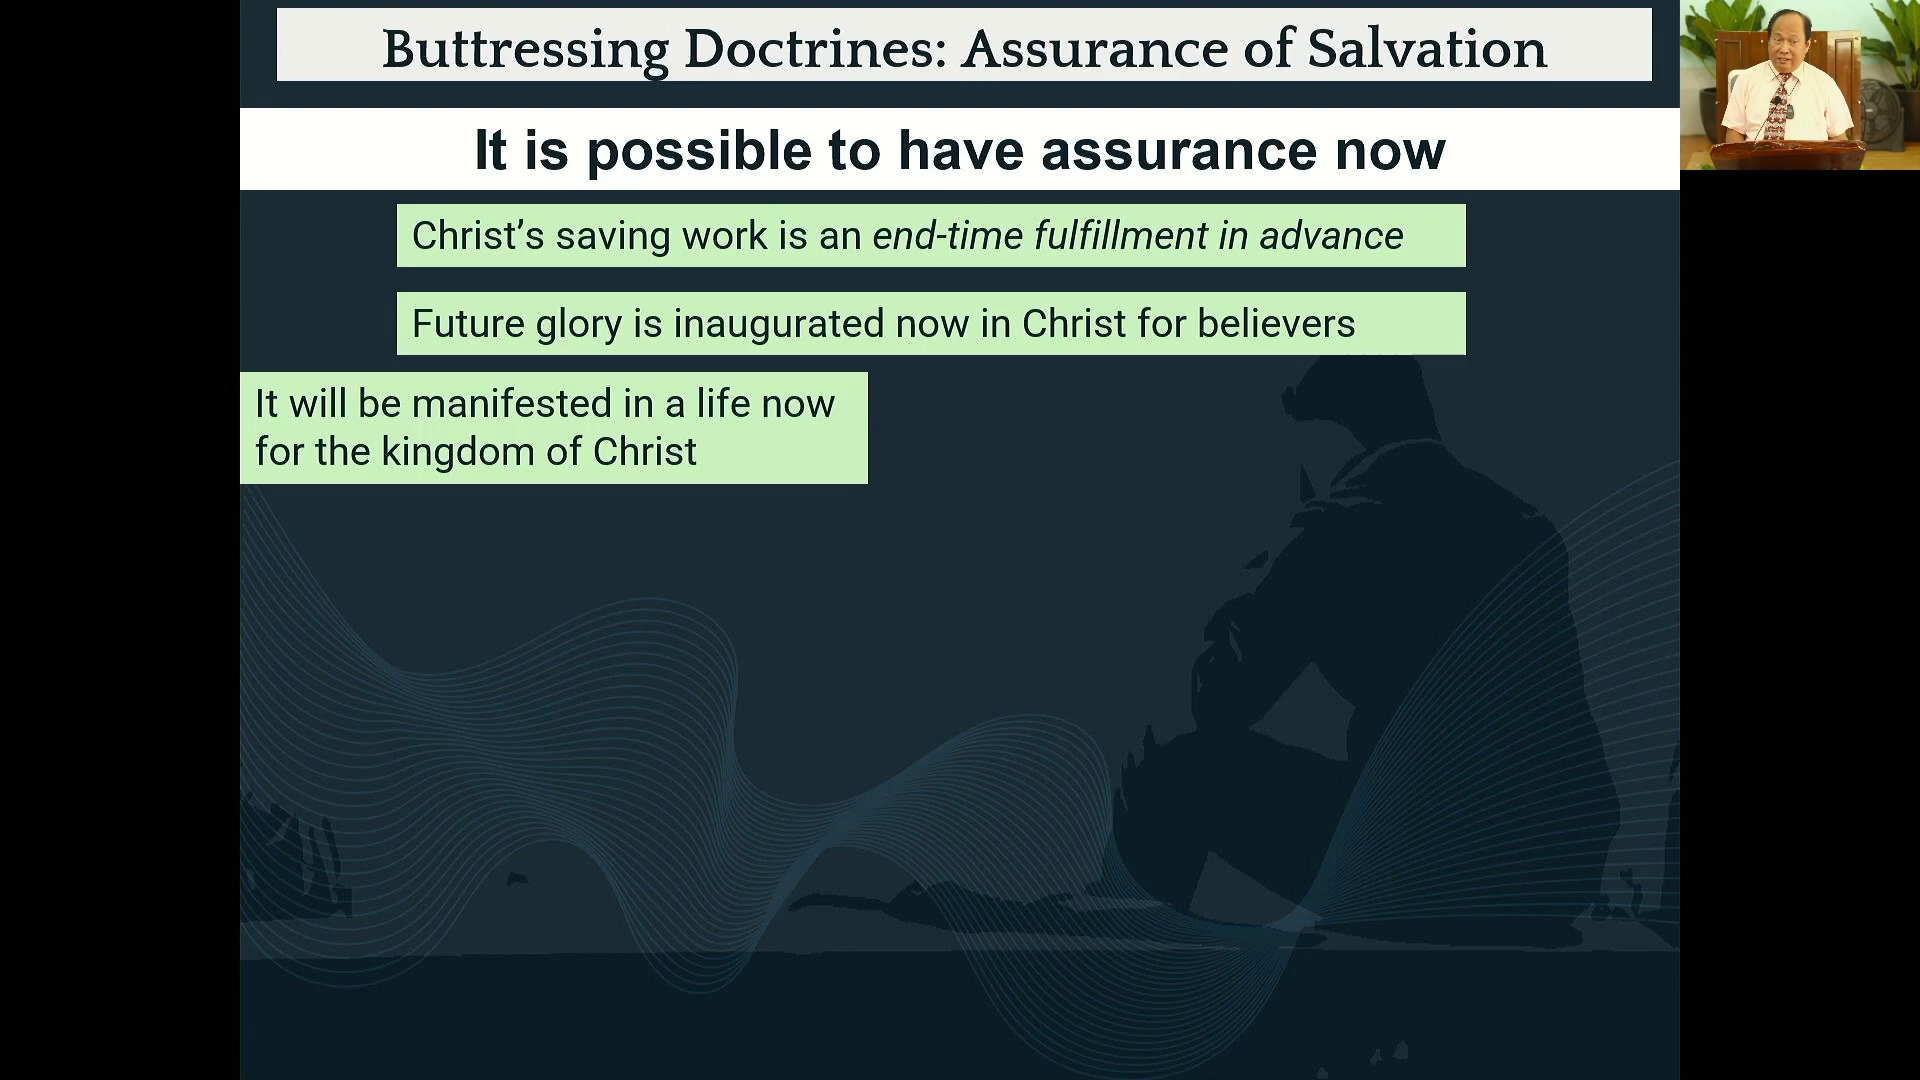 Buttressing Doctrines: Assurance of Salvation
It is possible to have assurance now
Christ’s saving work is an end-time fulfillment in advance
Future glory is inaugurated now in Christ for believers
It will be manifested in a life now
for the kingdom of Christ